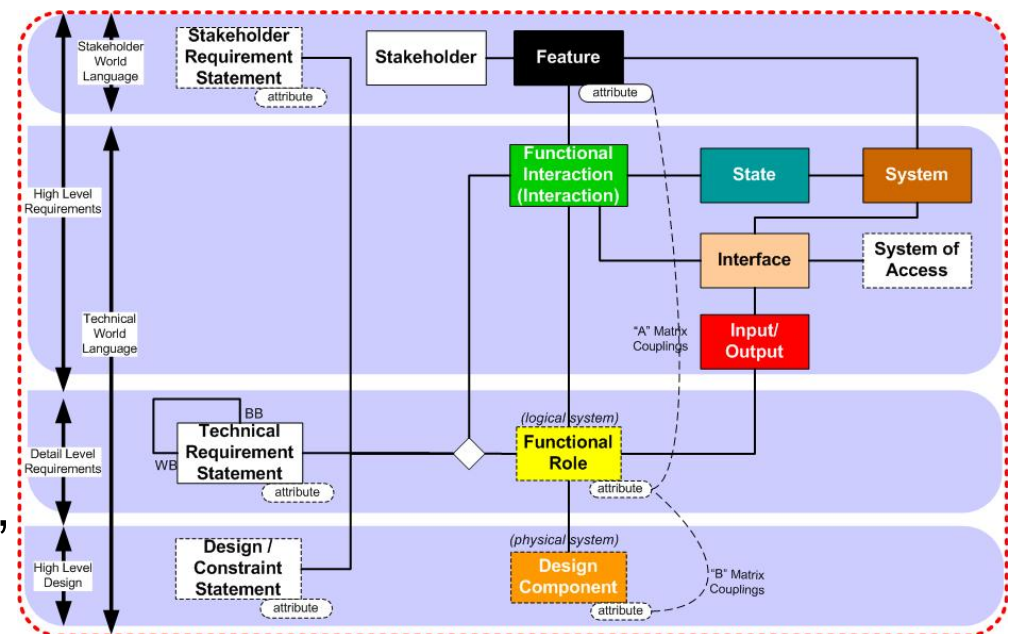 Stakeholder
World
Language
Stakeholder
Requirement
Statement
attribute
Stakeholder
Feature
attribute
High Level
Requirements
Technical
World
Language
Functional
Interaction
(Interaction)
State
System
Interface
System of
Access
"A" Matrix
Couplings
Input/
Output
Detail Level
Requirements
BB
WB
Technical
Requirement
Statement
attribute
(logical system)
Functional
Role
attribute
,
High Level
Design
Design /
Constraint
Statement
attribute
(physical system)
Design
Component
attribute
"B" Matrix
Couplings